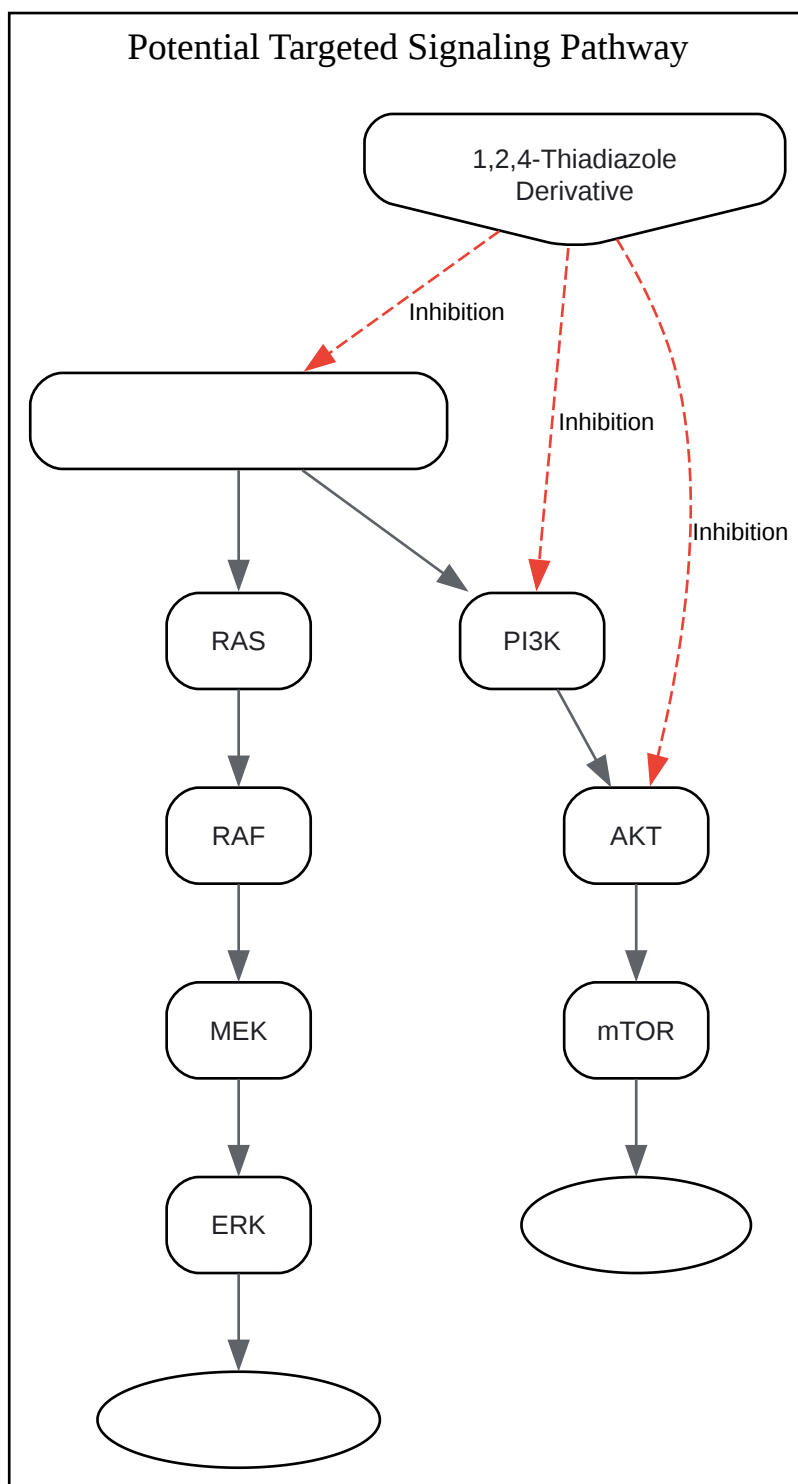 Potential Targeted Signaling Pathway
1,2,4-Thiadiazole
Derivative
Inhibition
Inhibition
Inhibition
RAS
PI3K
RAF
AKT
MEK
mTOR
ERK